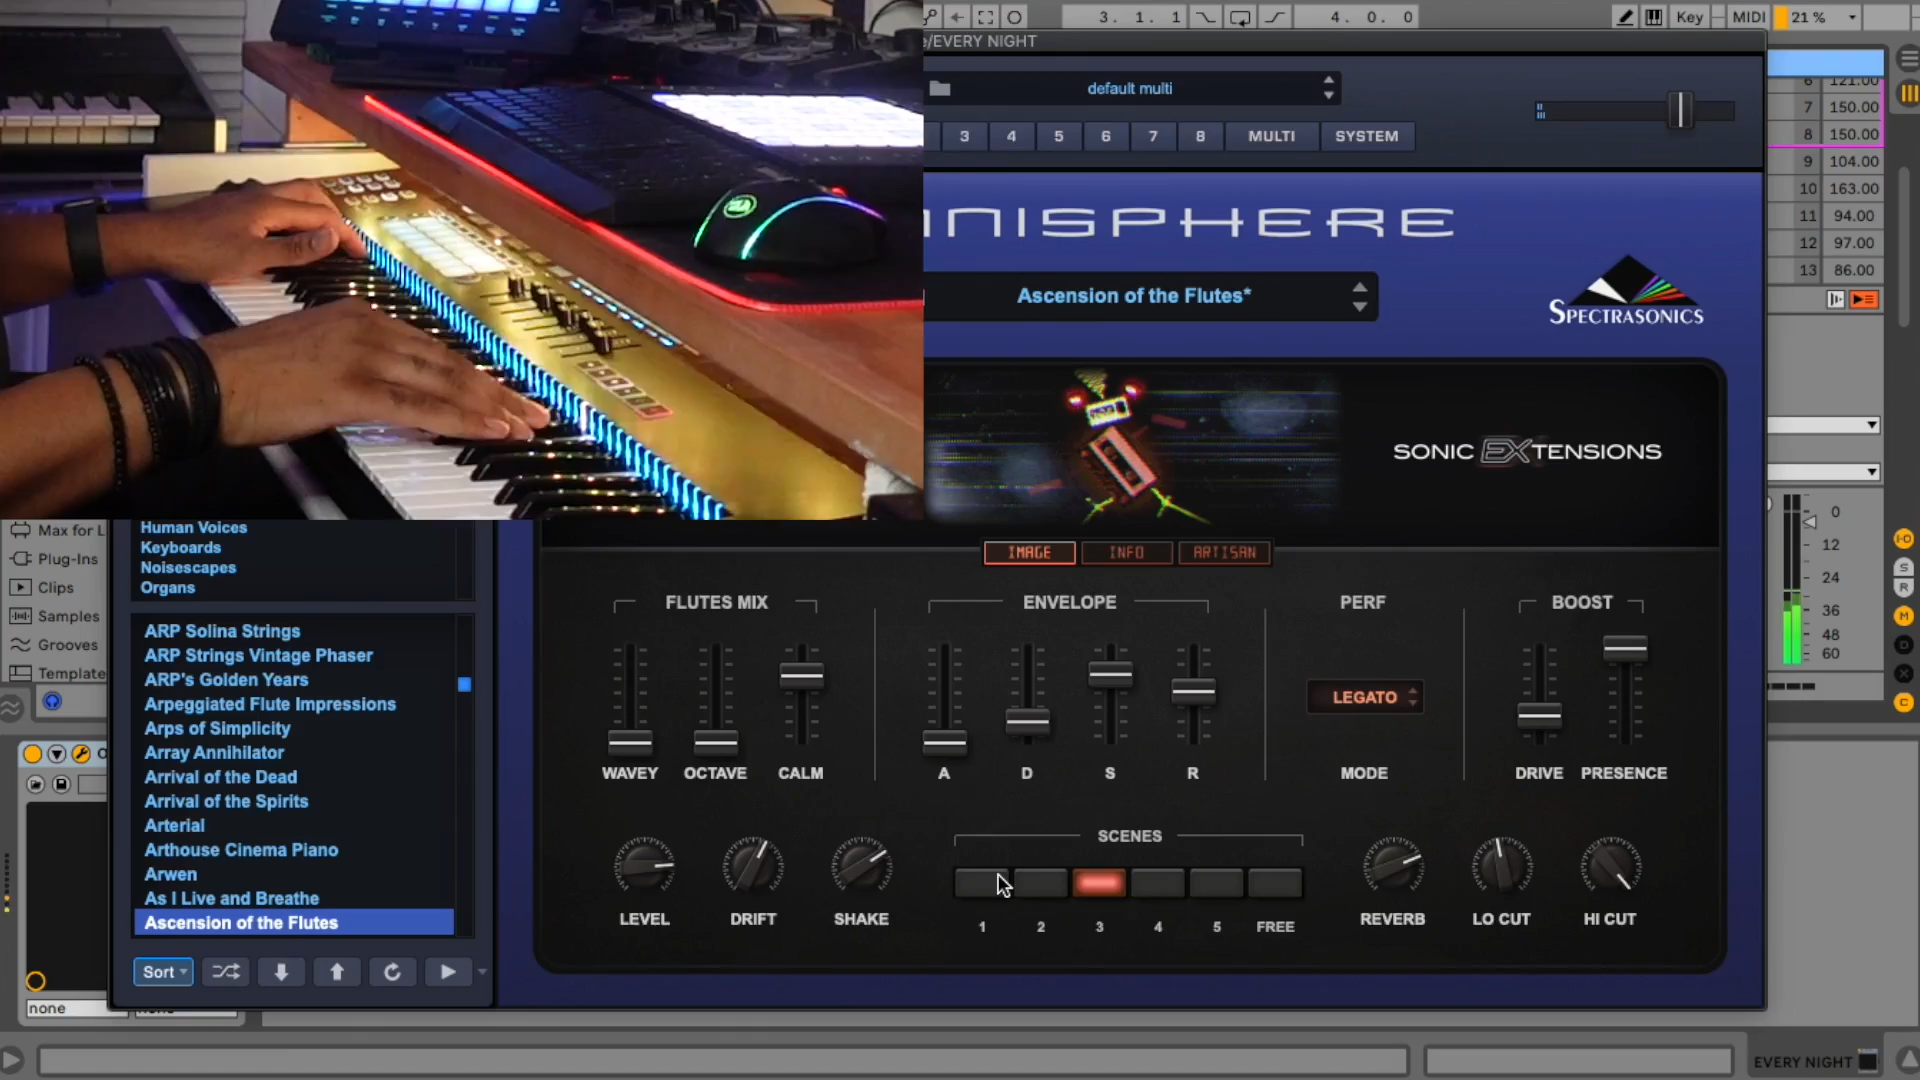 3. 1. 1
4. 0. 0
Key
MIDI
21 %
/EVERY NIGHT
default multi
3 4 5 6 7 8 MULTI SYSTEM
6 121.00
7 150.00
8 150.00
9 104.00
10 163.00
11 94.00
12 97.00
13 86.00
NISPHERE
Ascension of the Flutes*
SPECTRASONICS
SONIC EXTENSIONS
IMAGE INFO ARTISAN
Max for L
Plug-Ins
Clips
Samples
Grooves
Template
Human Voices
Keyboards
Noisescapes
Organs
ARP Solina Strings
ARP Strings Vintage Phaser
ARP's Golden Years
Arpeggiated Flute Impressions
Arps of Simplicity
Array Annihilator
Arrival of the Dead
Arrival of the Spirits
Arterial
Arthouse Cinema Piano
Arwen
As I Live and Breathe
Ascension of the Flutes
Sort
none
FLUTES MIX
WAVEY OCTAVE CALM
ENVELOPE
A D S R
PERF
LEGATO
MODE
BOOST
DRIVE PRESENCE
LEVEL DRIFT SHAKE
SCENES
1 2 3 4 5 FREE
REVERB LO CUT HI CUT
0
12
24
36
48
60
I-O
S
R
M
D
X
C
EVERY NIGHT